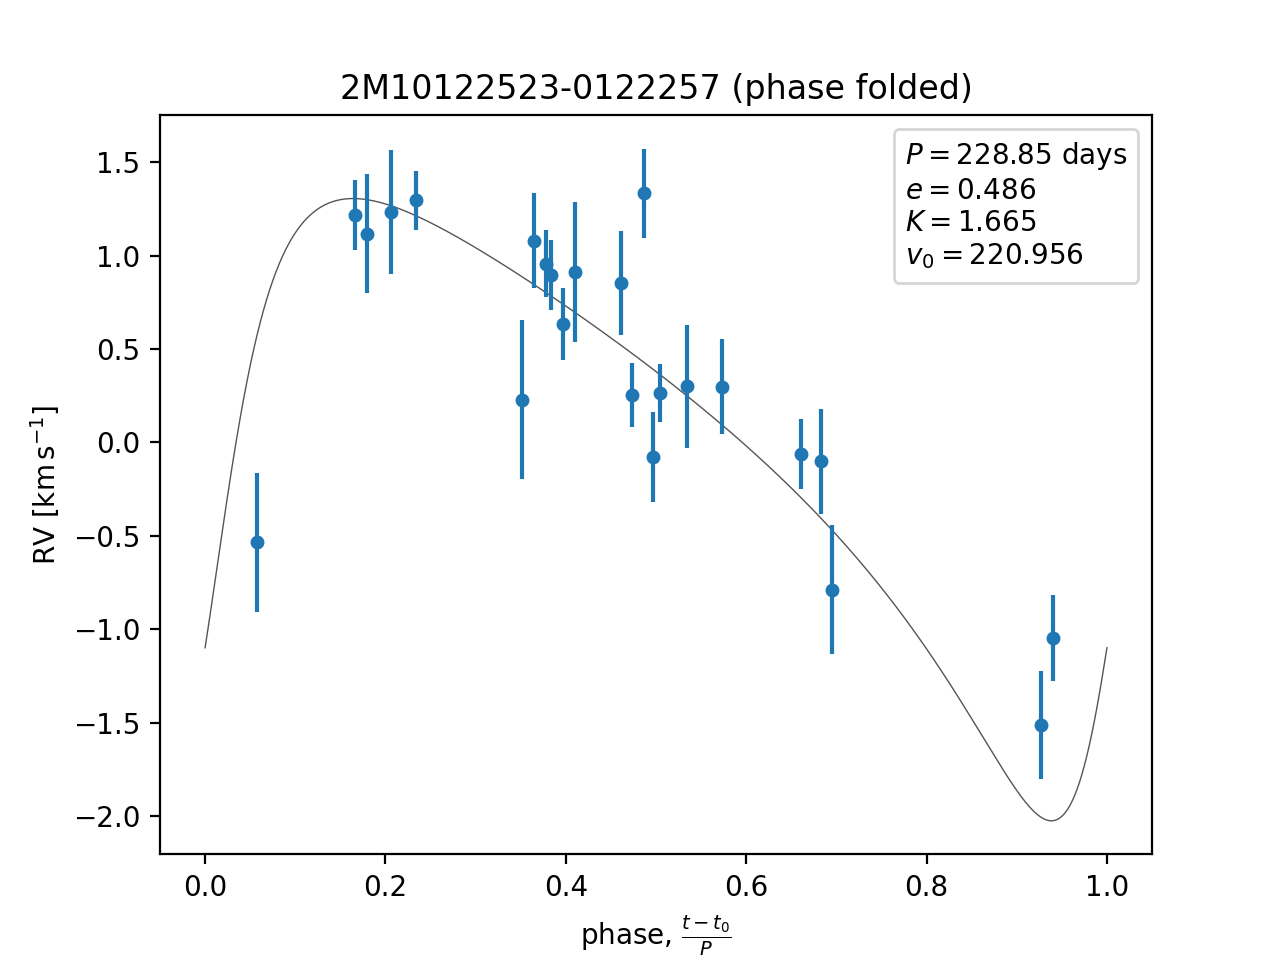 2M10122523-0122257 (phase folded)
P = 228.85 days
e = 0.486
K = 1.665
v₀ = 220.956
1.5
1.0
0.5
0.0
−0.5
−1.0
−1.5
−2.0
RV [km s⁻¹]
0.0 0.2 0.4 0.6 0.8 1.0
phase, (t − t₀)/P